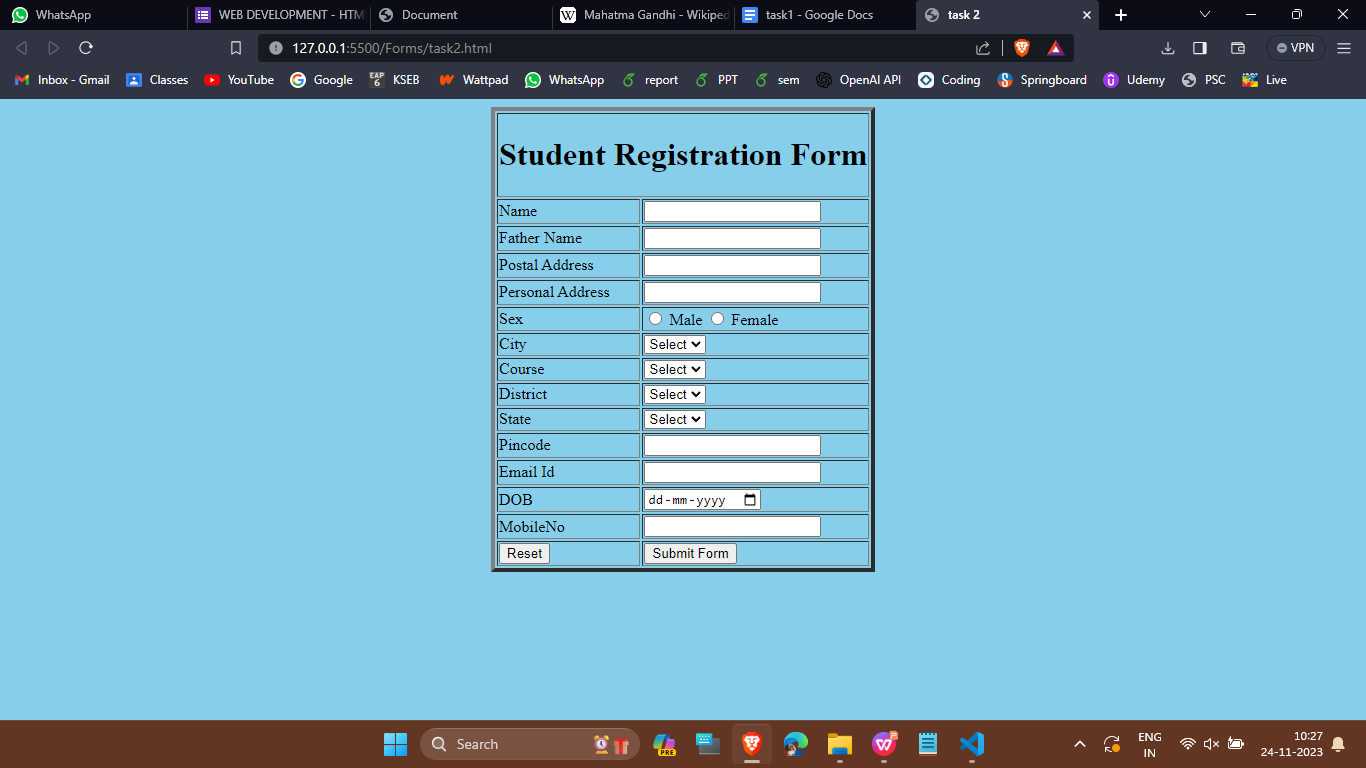 WhatsApp
WEB DEVELOPMENT - HTM
Document
Mahatma Gandhi - Wikiped
task1 - Google Docs
task 2
127.0.0.1:5500/Forms/task2.html
VPN
Inbox - Gmail
Classes
YouTube
Google
EAP 6
KSEB
Wattpad
WhatsApp
report
PPT
sem
OpenAI API
Coding
Springboard
Udemy
PSC
Live
Student Registration Form
Name
Father Name
Postal Address
Personal Address
Sex Male Female
City Select
Course Select
District Select
State Select
Pincode
Email Id
DOB dd-mm-yyyy
MobileNo
Reset Submit Form
Search
PRE
ENG
IN
10:27
24-11-2023